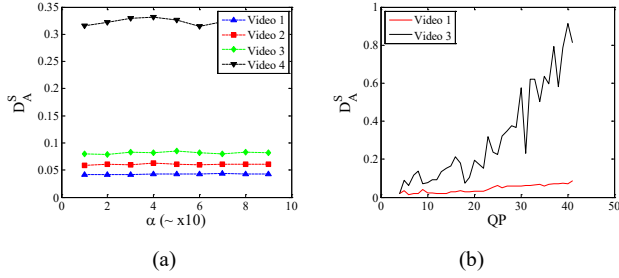 0.35
0.3
0.25
0.2
0.15
0.1
0.05
0
D_A^S
0 2 4 6 8 10
α (~ x10)
Video 1
Video 2
Video 3
Video 4
(a)
1
0.8
0.6
0.4
0.2
0
D_A^S
0 10 20 30 40 50
QP
Video 1
Video 3
(b)